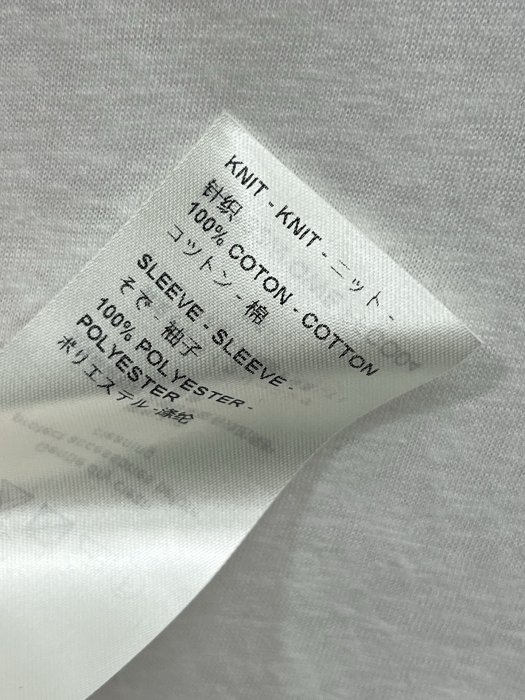 KNIT - KNIT - ニット -
针织
100% COTON - COTTON
コットン - 棉
SLEEVE - SLEEVE -
そで - 袖子
100% POLYESTER -
POLYESTER
ポリエステル -涤纶